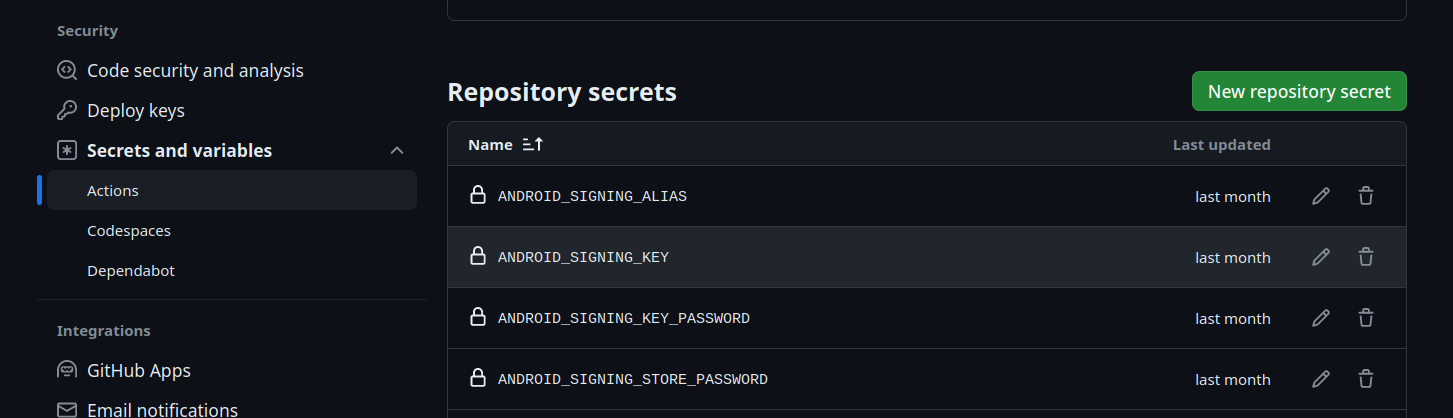 Security
Code security and analysis
Deploy keys
Secrets and variables
Actions
Codespaces
Dependabot
Integrations
GitHub Apps
Email notifications
Repository secrets
New repository secret
Name Last updated
ANDROID_SIGNING_ALIAS last month
ANDROID_SIGNING_KEY last month
ANDROID_SIGNING_KEY_PASSWORD last month
ANDROID_SIGNING_STORE_PASSWORD last month